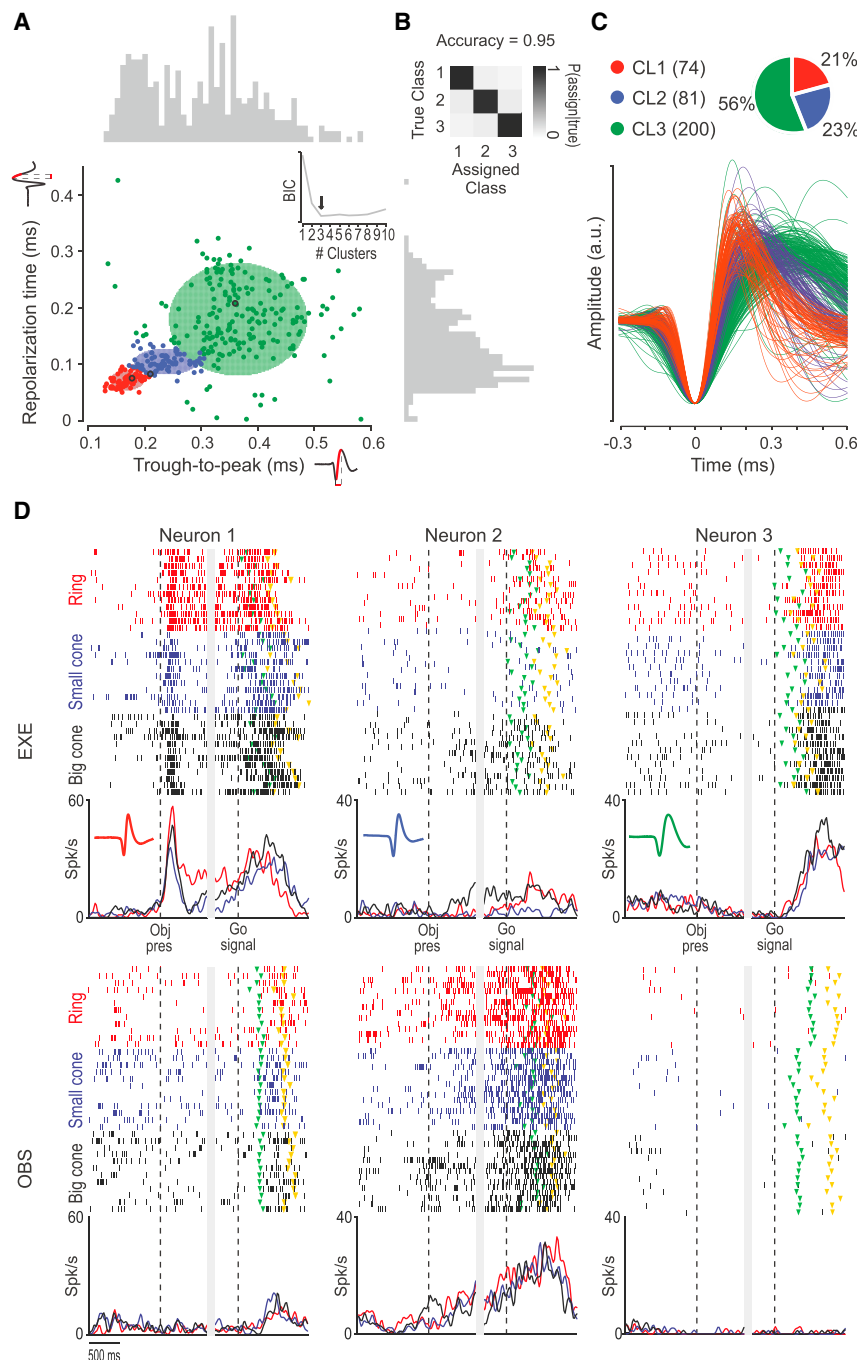 A
B
C
Accuracy = 0.95
True Class
1
2
3
1 2 3
Assigned
Class
1
0
P(assign|true)
CL1 (74)
CL2 (81)
CL3 (200)
21%
56%
23%
Repolarization time (ms)
0.4
0.3
0.2
0.1
0
0.1 0.2 0.3 0.4 0.5 0.6
Trough-to-peak (ms)
BIC
1 2 3 4 5 6 7 8 9 10
# Clusters
Amplitude (a.u.)
-0.3 0 0.3 0.6
Time (ms)
D
Neuron 1
Neuron 2
Neuron 3
EXE
Ring
Small cone
Big cone
60
Spk/s
0
40
Spk/s
0
40
Spk/s
0
Obj
pres
Go
signal
Obj
pres
Go
signal
Obj
pres
Go
signal
OBS
Ring
Small cone
Big cone
60
Spk/s
0
40
Spk/s
0
40
Spk/s
0
500 ms